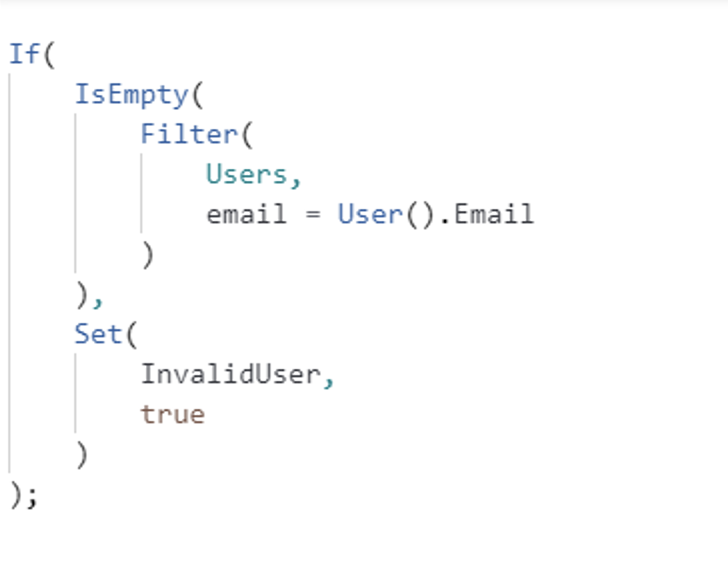 If(
    IsEmpty(
        Filter(
            Users,
            email = User().Email
        )
    ),
    Set(
        InvalidUser,
        true
    )
);